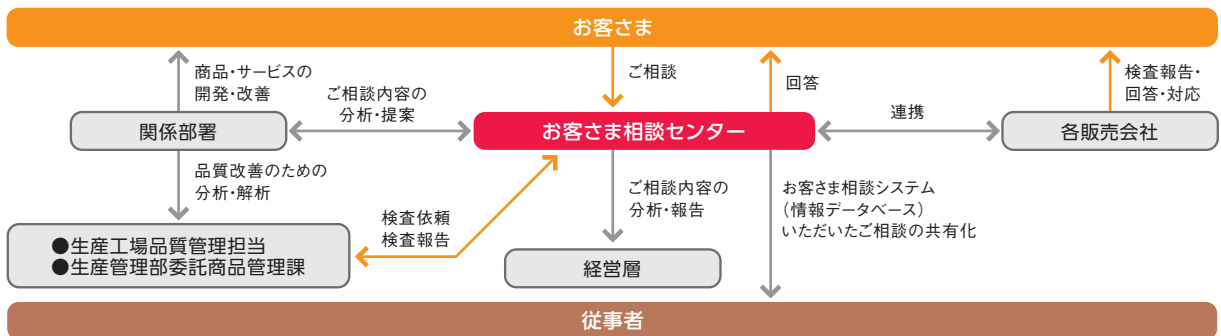 お客さま
商品・サービスの
開発・改善
ご相談内容の
分析・提案
ご相談
回答
連携
検査報告・
回答・対応
関係部署
お客さま相談センター
各販売会社
品質改善のための
分析・解析
検査依頼
検査報告
ご相談内容の
分析・報告
お客さま相談システム
（情報データベース）
いただいたご相談の共有化
●生産工場品質管理担当
●生産管理部委託商品管理課
経営層
従事者